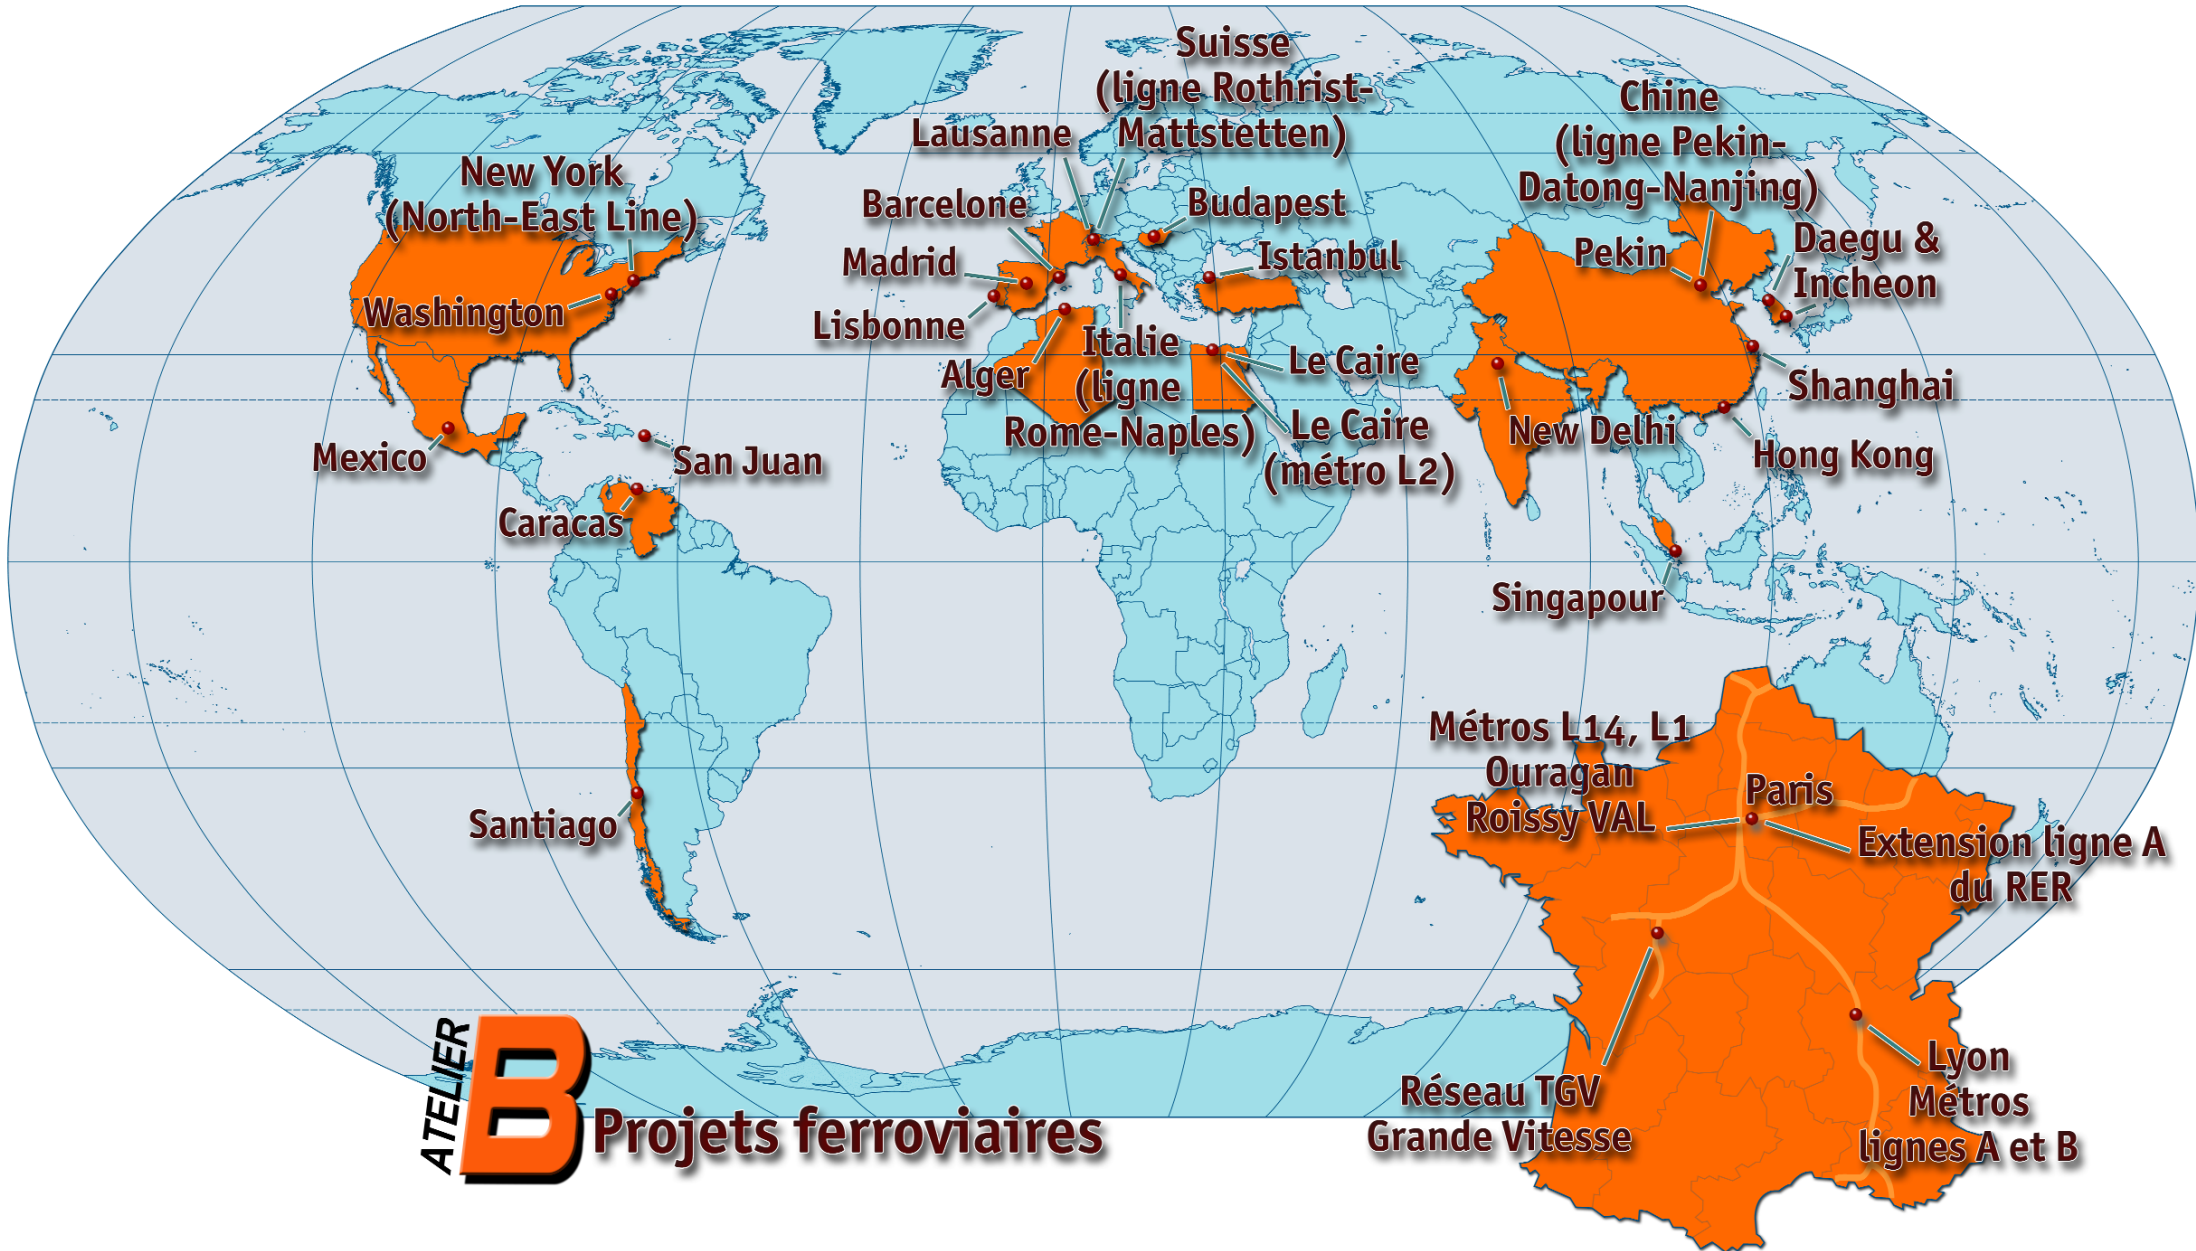 Suisse
(ligne Rothrist-
Mattstetten)
Lausanne
Chine
(ligne Pekin-
Datong-Nanjing)
New York
(North-East Line)
Barcelone
Budapest
Madrid
Istanbul
Pekin
Daegu &
Incheon
Washington
Lisbonne
Alger
Italie
(ligne
Rome-Naples)
Le Caire
Le Caire
(métro L2)
Shanghai
New Delhi
Hong Kong
Mexico
San Juan
Caracas
Singapour
Santiago
Métros L14, L1
Ouragan
Roissy VAL
Paris
Extension ligne A
du RER
Réseau TGV
Grande Vitesse
Lyon
Métros
lignes A et B
ATELIER
B
Projets ferroviaires